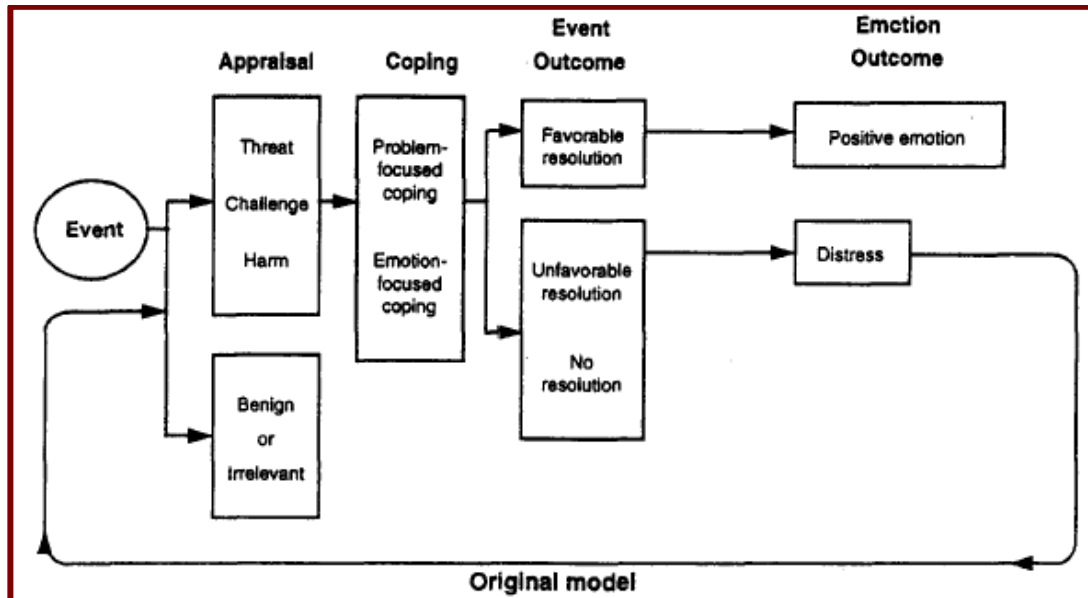 Event
Outcome
Emction
Outcome
Appraisal
Coping
Threat
Challenge
Harm
Problem-
focused
coping
Emotion-
focused
coping
Favorable
resolution
Positive emotion
Event
Unfavorable
resolution
No
resolution
Distress
Benign
or
Irrelevant
Original model